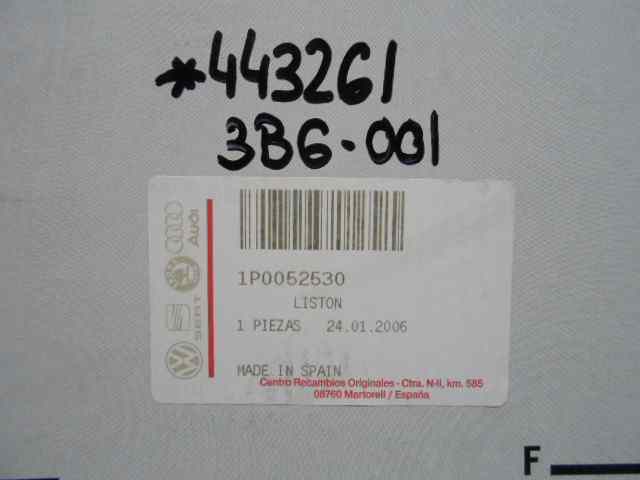 *443261
3B6-001
Audi
SEAT
1P0052530
LISTON
1 PIEZAS 24.01.2006
MADE IN SPAIN
Centro Recambios Originales - Ctra. N-II, km. 585
08760 Martorell / España
F